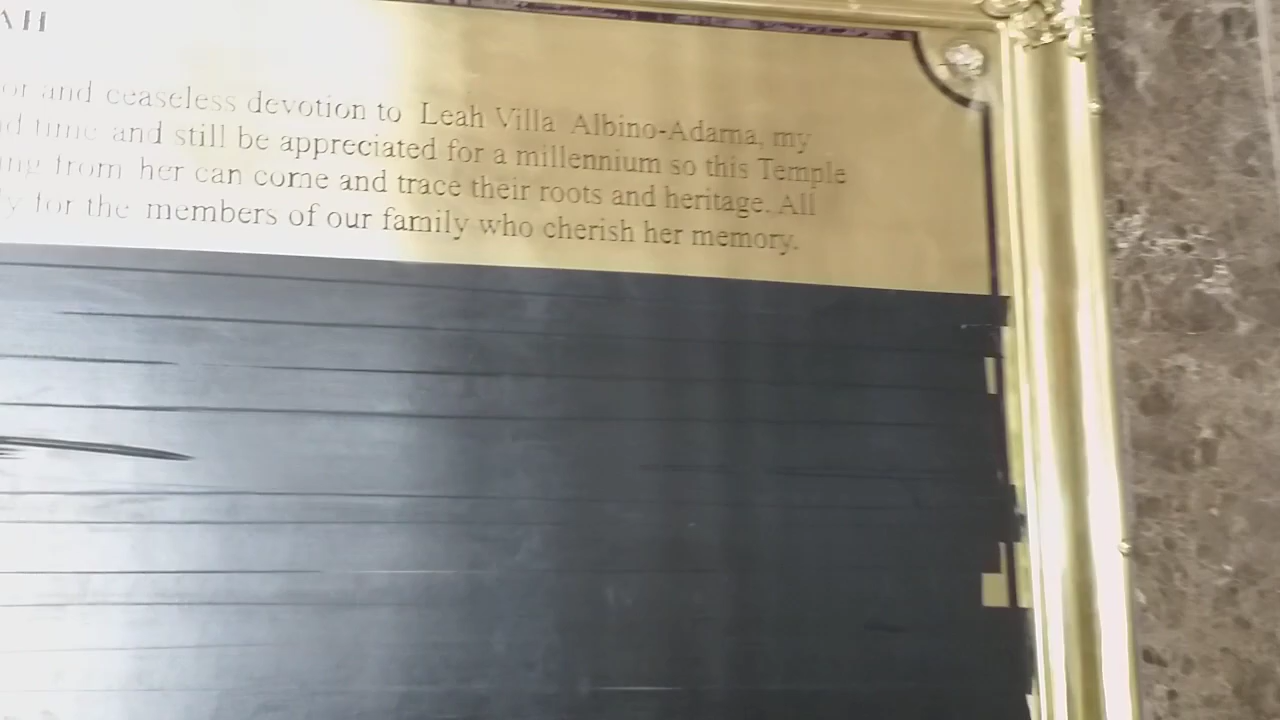 AH
or and ceaseless devotion to Leah Villa Albino-Adama, my
d time and still be appreciated for a millennium so this Temple
ng from her can come and trace their roots and heritage. All
y for the members of our family who cherish her memory.